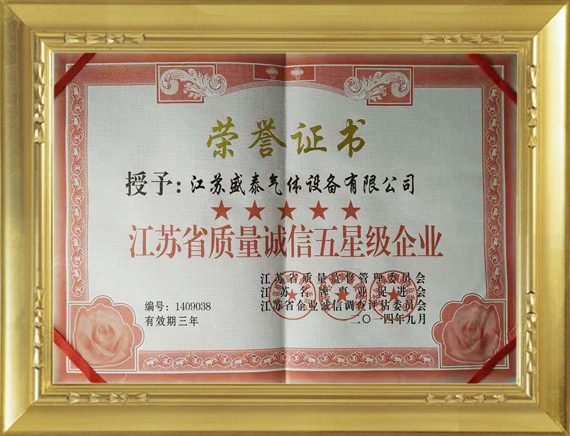 荣誉证书
授予：江苏盛泰气体设备有限公司
★★★★★
江苏省质量诚信五星级企业
江苏省质量监督管理委员会
江苏名牌事业促进会
江苏省企业诚信调查评估委员会
编号：1409038
有效期三年
二〇一四年九月